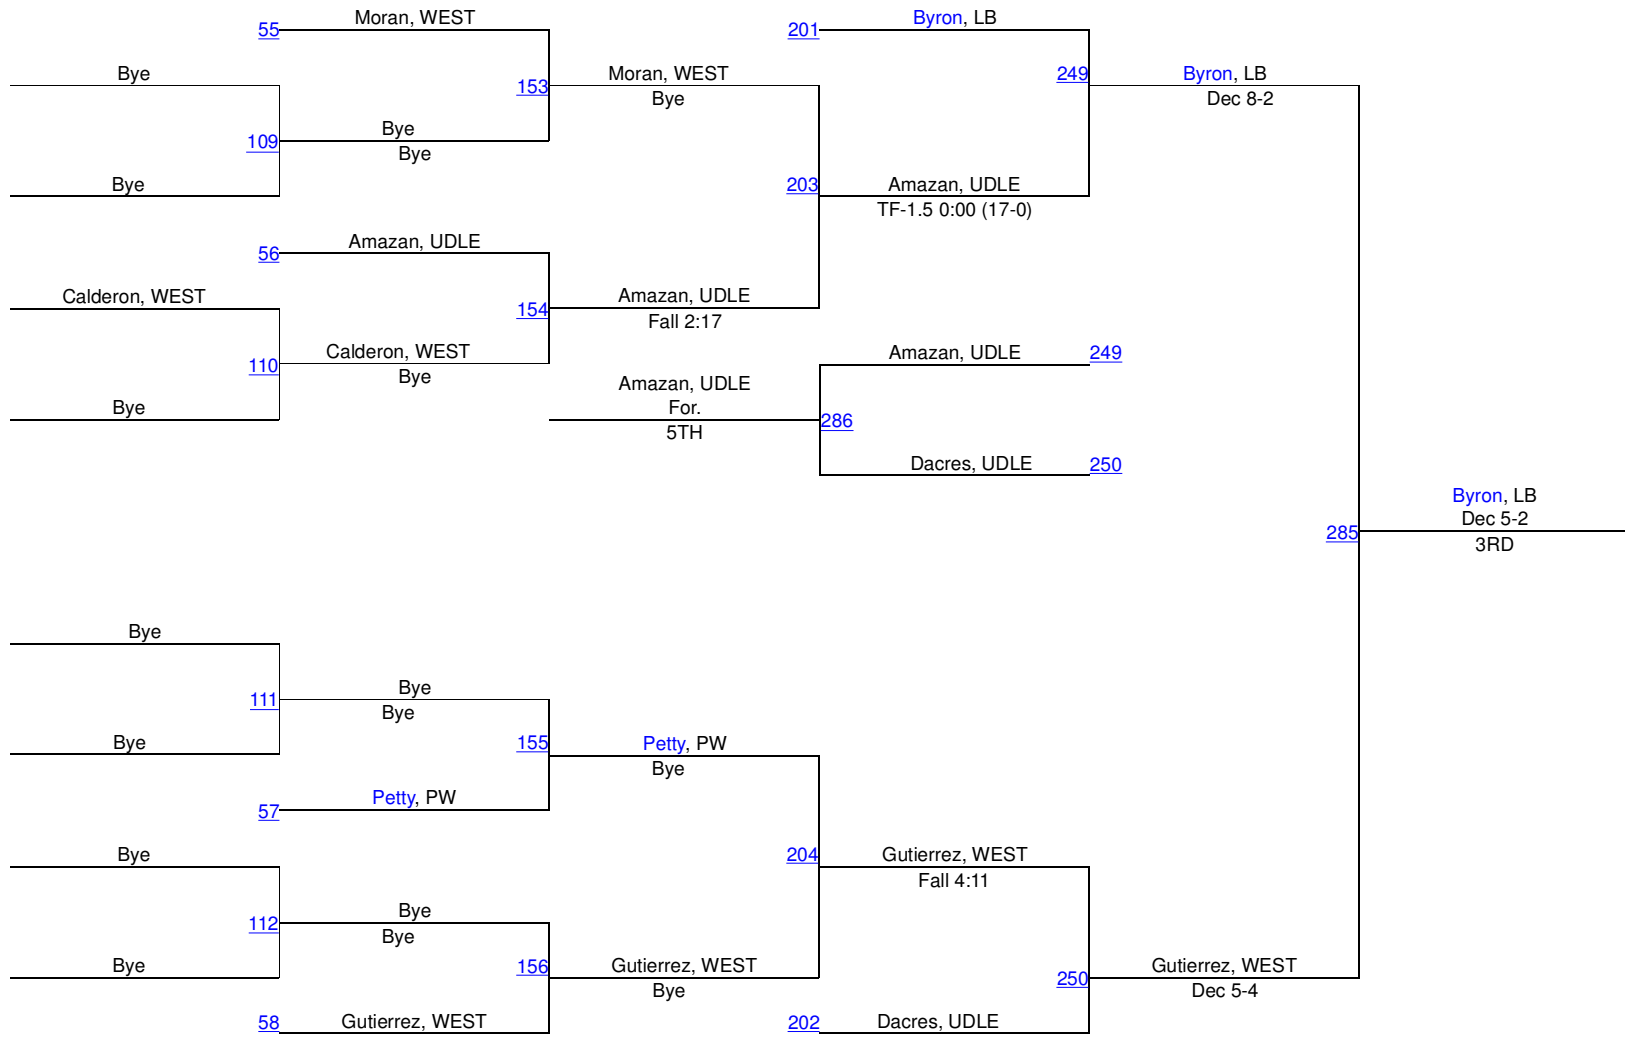 Moran, WEST
55
Byron, LB
201
Bye
Moran, WEST
Bye
153
249
Byron, LB
Dec 8-2
Bye
Bye
109
Bye
203
Amazan, UDLE
TF-1.5 0:00 (17-0)
Amazan, UDLE
56
Calderon, WEST
Amazan, UDLE
Fall 2:17
154
Calderon, WEST
Bye
110
Amazan, UDLE
249
Amazan, UDLE
For.
5TH
Bye
286
Dacres, UDLE
250
Byron, LB
Dec 5-2
3RD
285
Bye
Bye
Bye
111
Bye
155
Petty, PW
Bye
Petty, PW
57
Bye
204
Gutierrez, WEST
Fall 4:11
Bye
Bye
112
Bye
156
Gutierrez, WEST
Bye
250
Gutierrez, WEST
Dec 5-4
58
Gutierrez, WEST
202
Dacres, UDLE